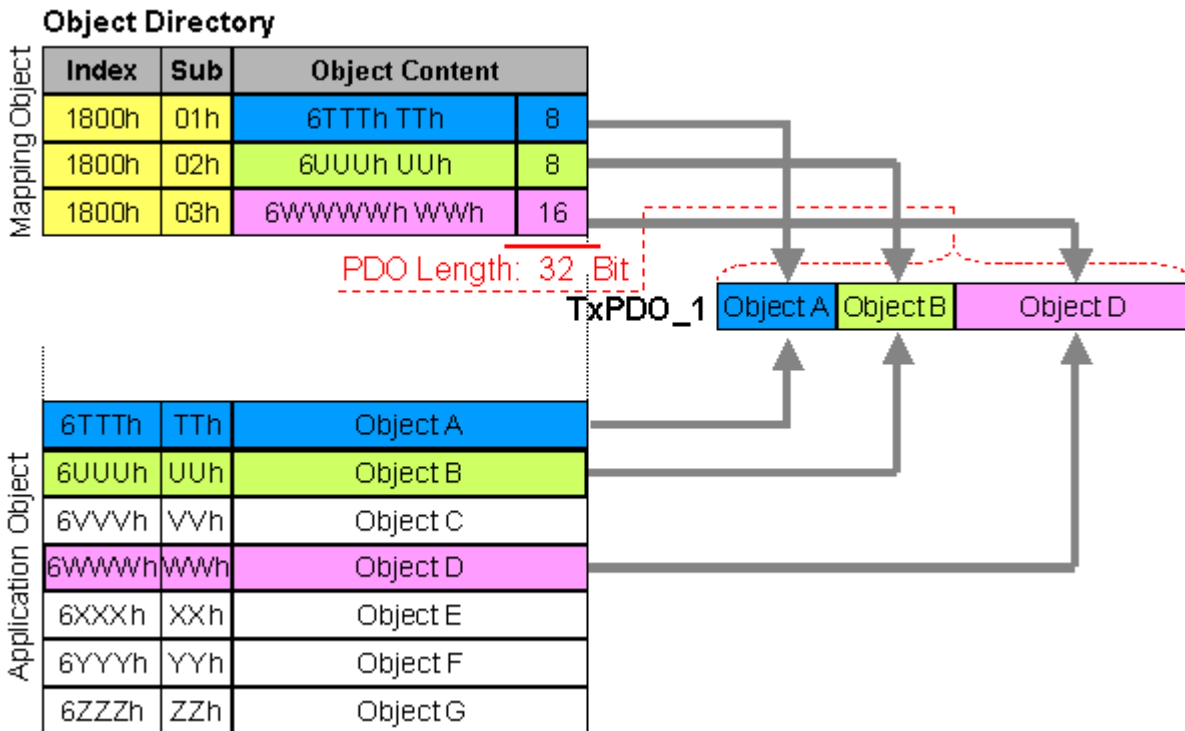 Object Directory
Mapping Object
Index Sub Object Content
1800h 01h 6TTTh TTh 8
1800h 02h 6UUUh UUh 8
1800h 03h 6WWWWh WWh 16
PDO Length: 32 Bit
TxPDO_1 Object A Object B Object D
Application Object
6TTTh TTh Object A
6UUUh UUh Object B
6VVVh VVh Object C
6WWWh WWh Object D
6XXXh XXh Object E
6YYYh YYh Object F
6ZZZh ZZh Object G